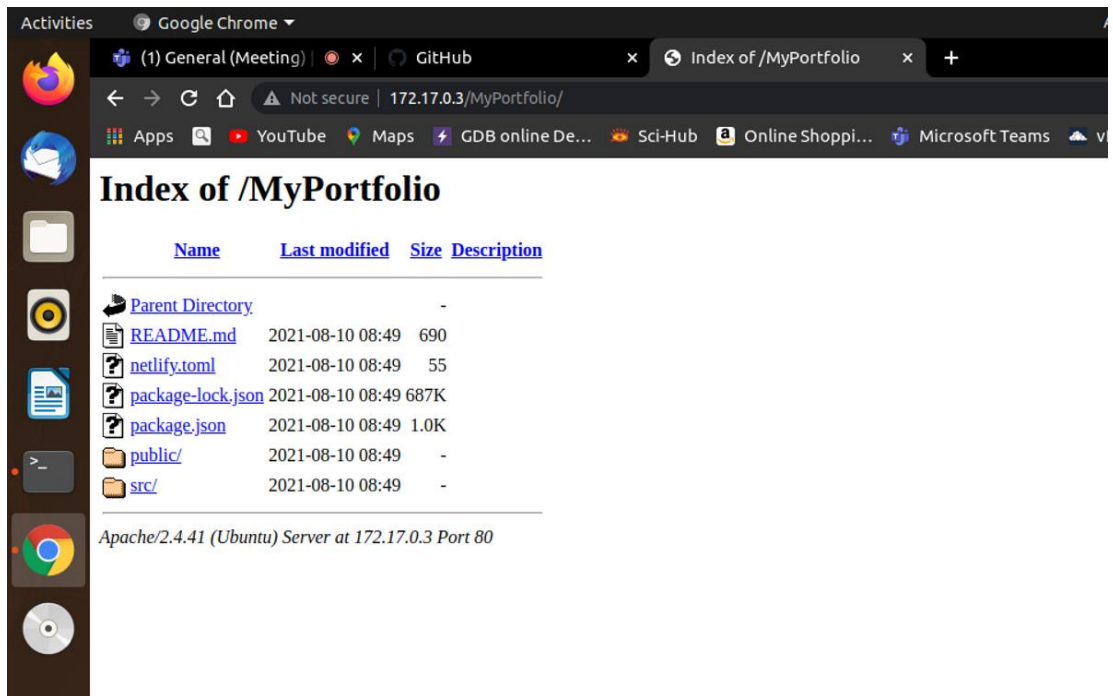 Activities Google Chrome
(1) General (Meeting) GitHub Index of /MyPortfolio
Not secure | 172.17.0.3/MyPortfolio/
Apps YouTube Maps GDB online De... Sci-Hub Online Shoppi... Microsoft Teams
Index of /MyPortfolio
Name Last modified Size Description
Parent Directory -
README.md 2021-08-10 08:49 690
netlify.toml 2021-08-10 08:49 55
package-lock.json 2021-08-10 08:49 687K
package.json 2021-08-10 08:49 1.0K
public/ 2021-08-10 08:49 -
src/ 2021-08-10 08:49 -
Apache/2.4.41 (Ubuntu) Server at 172.17.0.3 Port 80